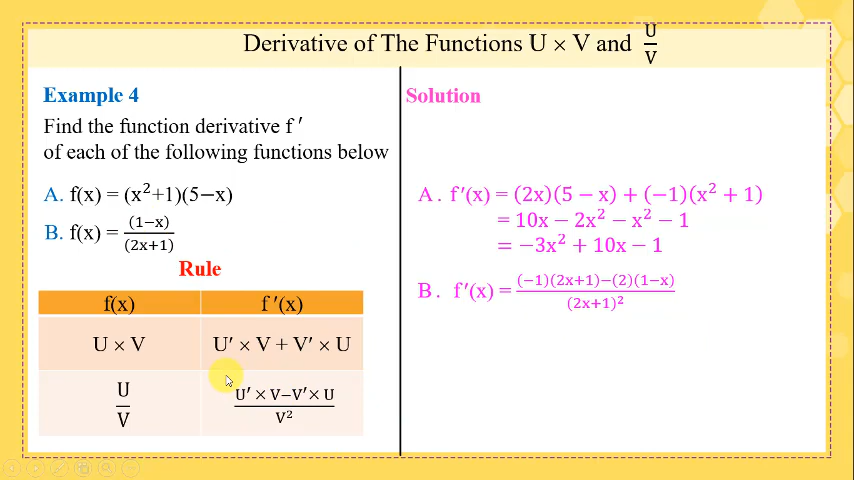 Derivative of The Functions U × V and U/V
Example 4
Find the function derivative f ′
of each of the following functions below
A. f(x) = (x²+1)(5−x)
B. f(x) = (1−x)/(2x+1)
Rule
f(x) f ′(x)
U × V U′ × V + V′ × U
U/V U′ × V−V′× U/V²
Solution
A . f ′(x) = (2x)(5 − x) + (−1)(x² + 1)
= 10x − 2x² − x² − 1
= −3x² + 10x − 1
B . f ′(x) = (−1)(2x+1)−(2)(1−x)/(2x+1)²